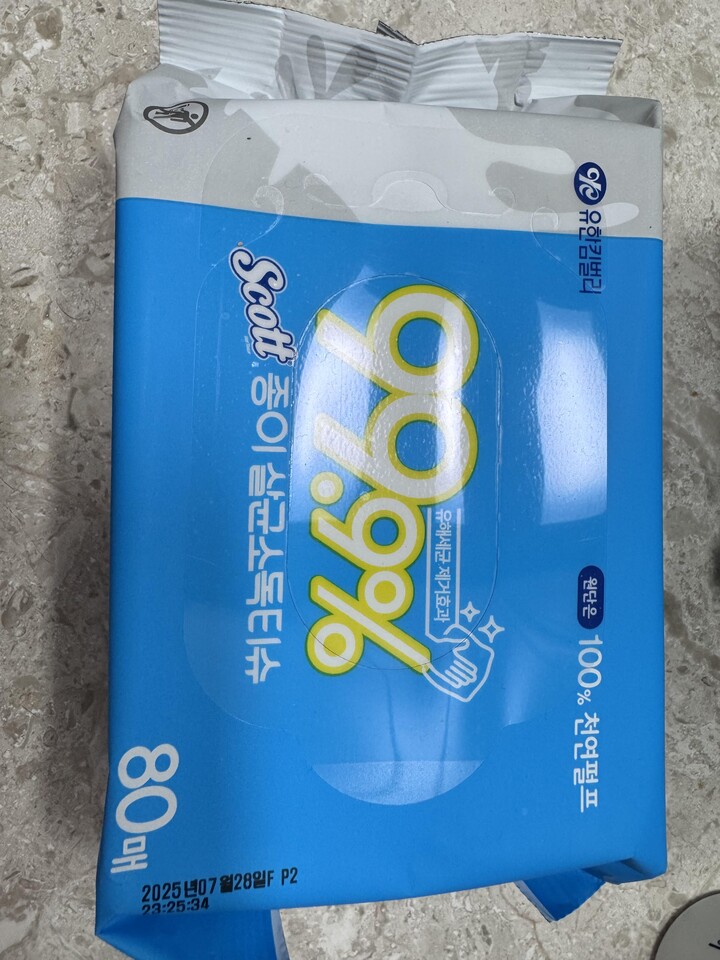 유한킴벌리
원단은 100% 천연펄프
유해세균 제거효과
99.9%
Scott
종이 살균소독티슈
80매
2025년07월28일F P2
23:25:34